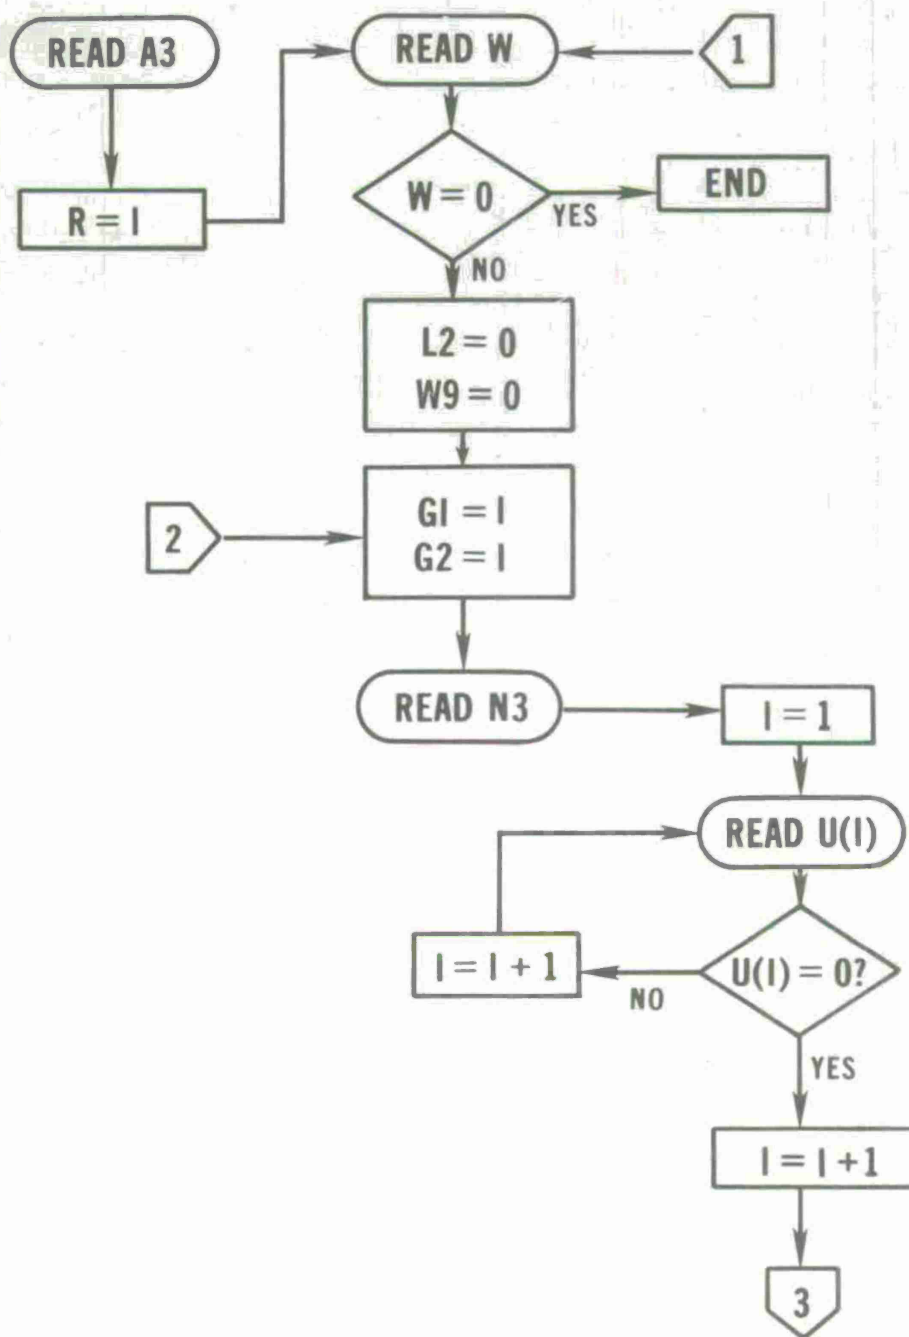 READ A3
READ W
1
R = I
W = 0
YES
END
NO
L2 = 0
W9 = 0
2
GI = I
G2 = I
READ N3
I = 1
READ U(I)
I = I + 1
NO
U(I) = 0?
YES
I = I + 1
3